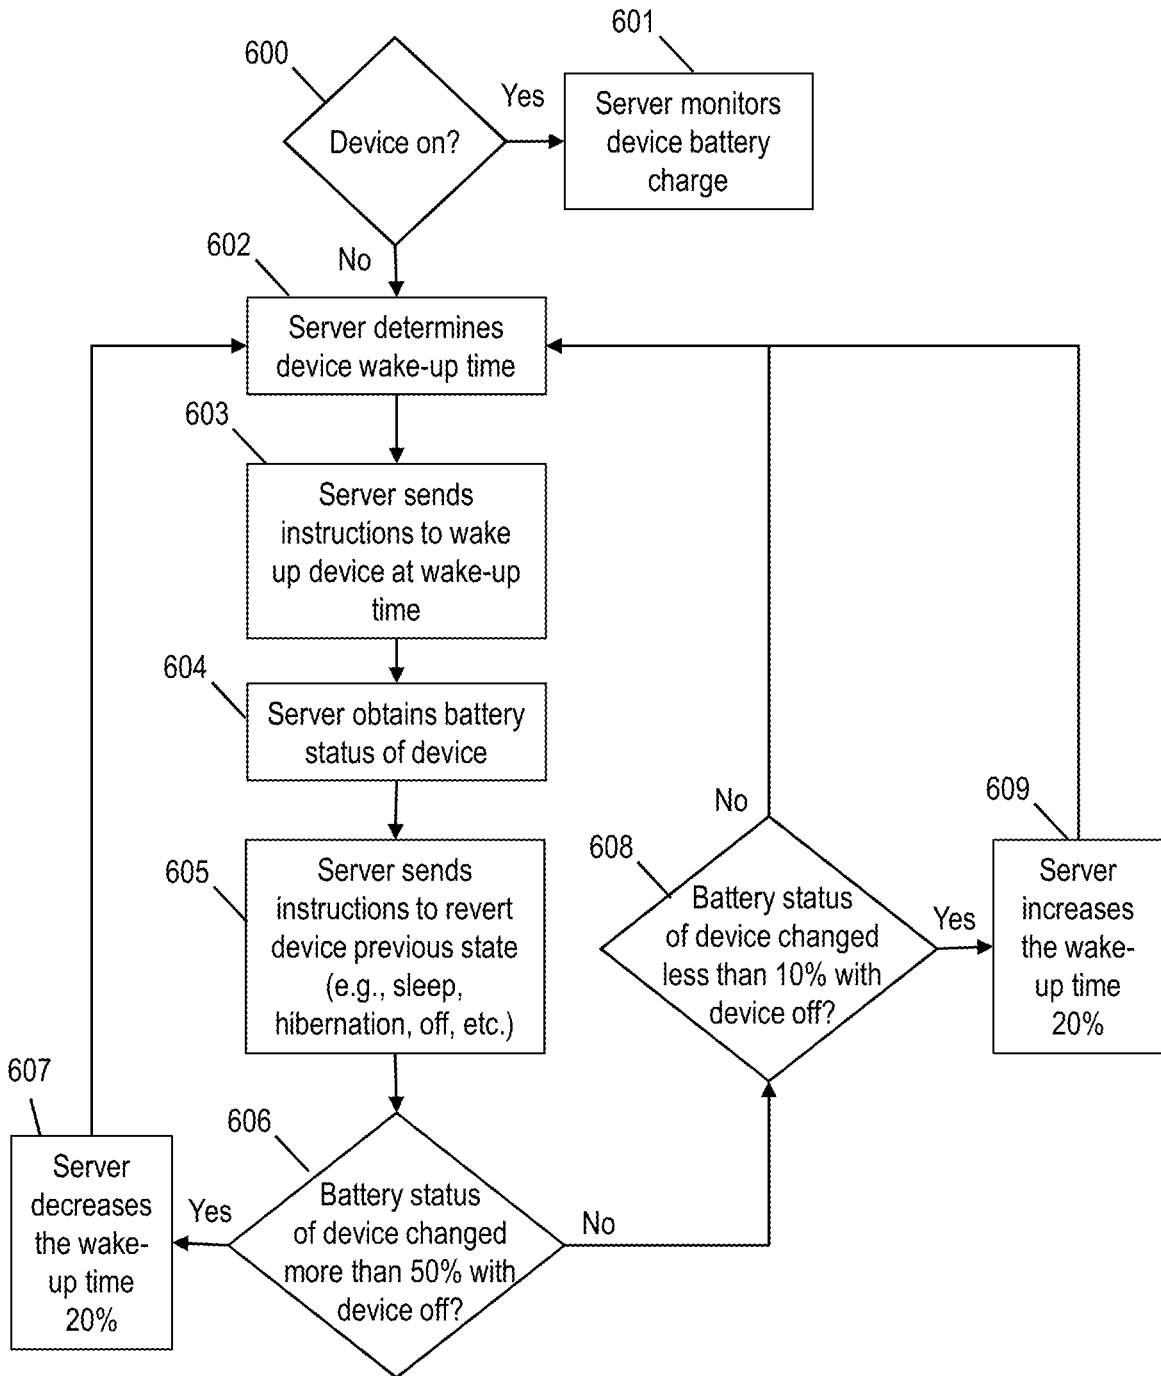 600
Device on?
Yes
601
Server monitors
device battery
charge
No
602
Server determines
device wake-up time
603
Server sends
instructions to wake
up device at wake-up
time
604
Server obtains battery
status of device
605
Server sends
instructions to revert
device previous state
(e.g., sleep,
hibernation, off, etc.)
606
Battery status
of device changed
more than 50% with
device off?
Yes
607
Server
decreases
the wake-
up time
20%
No
608
Battery status
of device changed
less than 10% with
device off?
No
Yes
609
Server
increases
the wake-
up time
20%